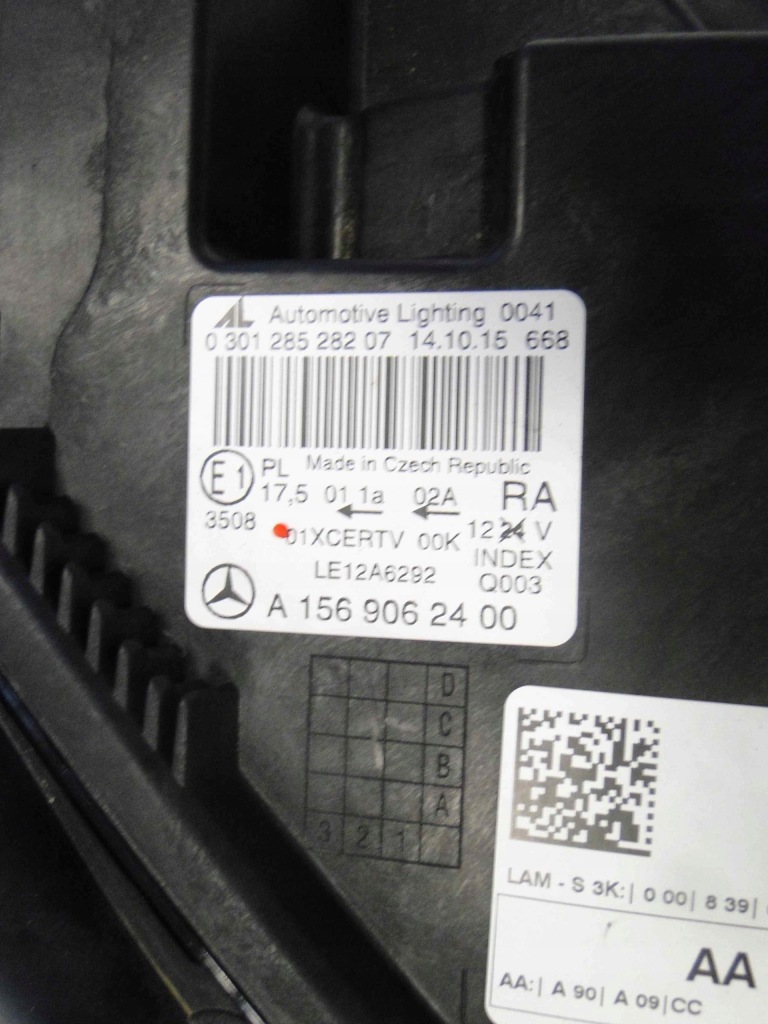 AL Automotive Lighting 0041
0 301 285 282 07 14.10.15 668
E1 PL Made in Czech Republic
17,5 01 1a 02A RA
3508 01XCERTV 00K 12 24 V
INDEX
LE12A6292 Q003
A 156 906 24 00
D
C
B
A
3 2 1
LAM - S 3K:| 0 00| 8 39|
AA
AA:| A 90| A 09|CC